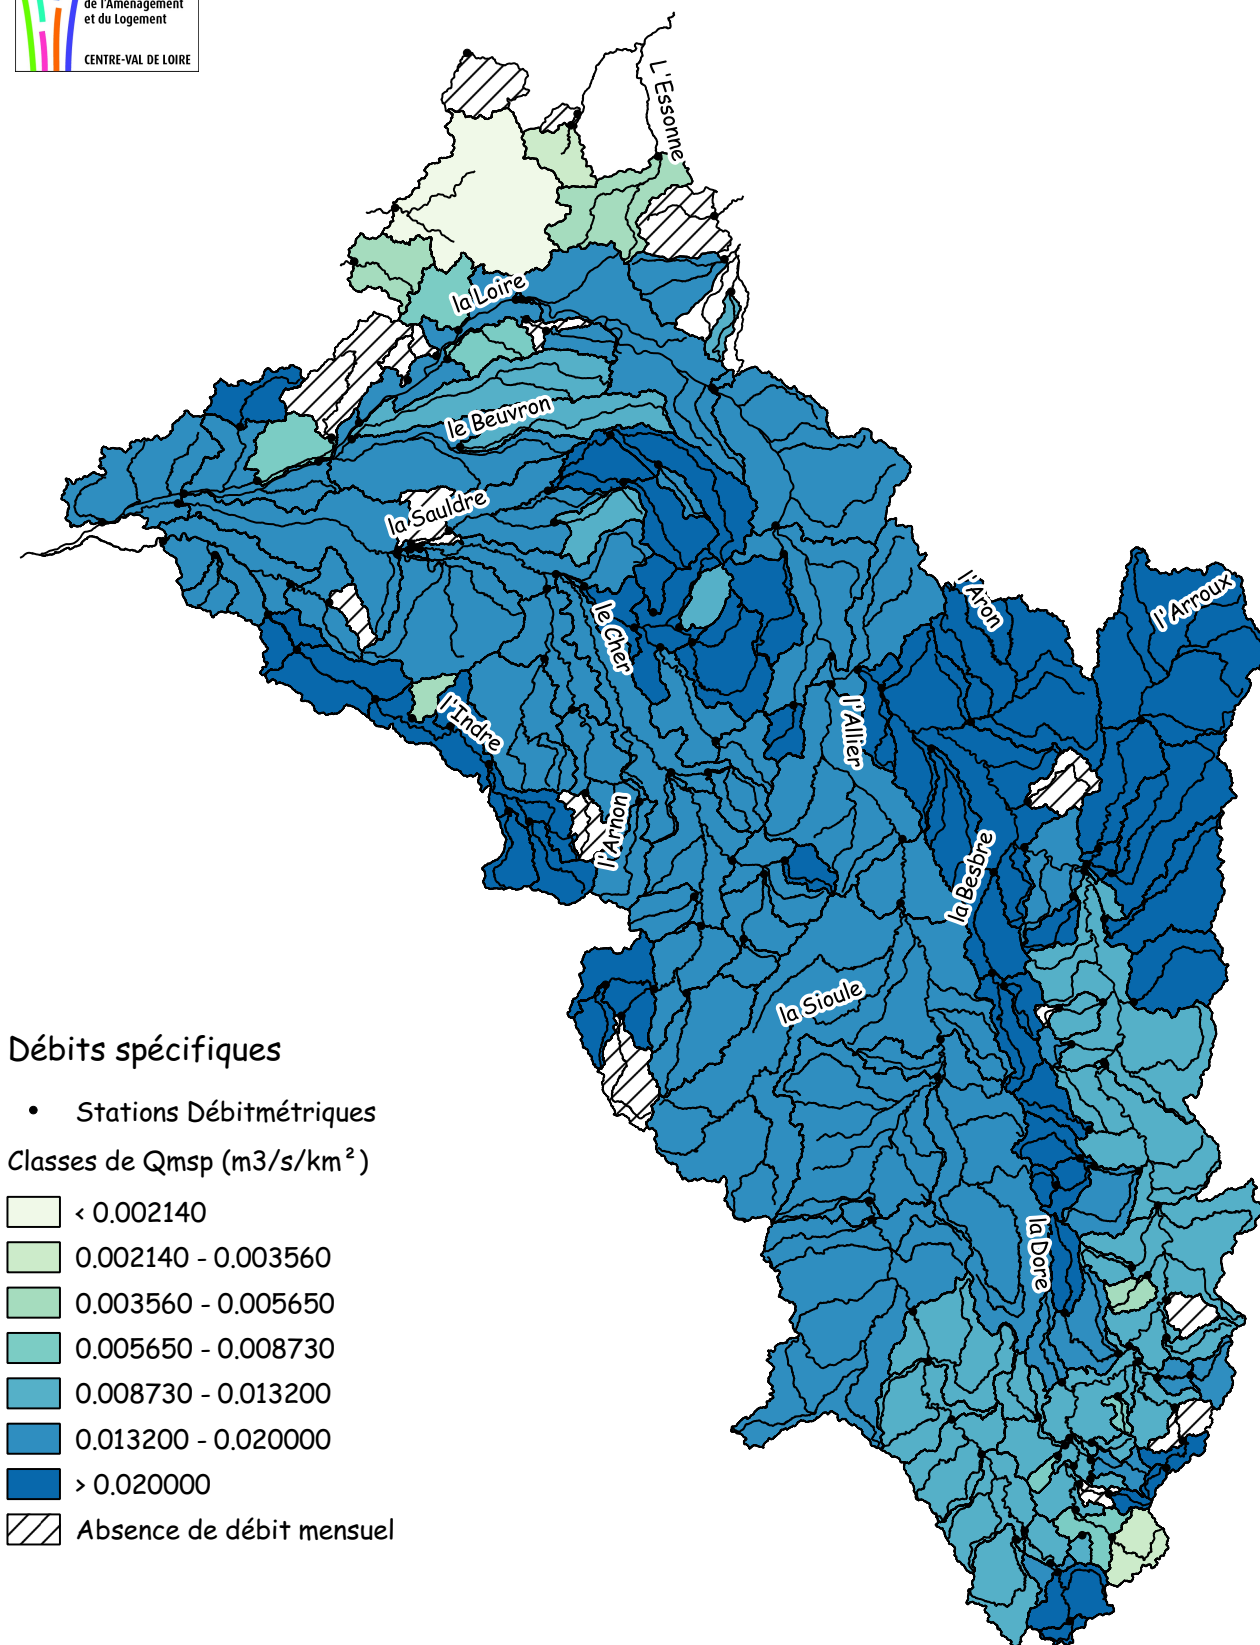 de l'Aménagement
et du Logement
CENTRE-VAL DE LOIRE
L'Essonne
la Loire
le Beuvron
la Sauldre
l'Aron
l'Arroux
le Cher
l'Indre
l'Allier
l'Arnon
la Besbre
la Sioule
la Dore
Débits spécifiques
Stations Débitmétriques
Classes de Qmsp (m3/s/km²)
< 0.002140
0.002140 - 0.003560
0.003560 - 0.005650
0.005650 - 0.008730
0.008730 - 0.013200
0.013200 - 0.020000
> 0.020000
Absence de débit mensuel